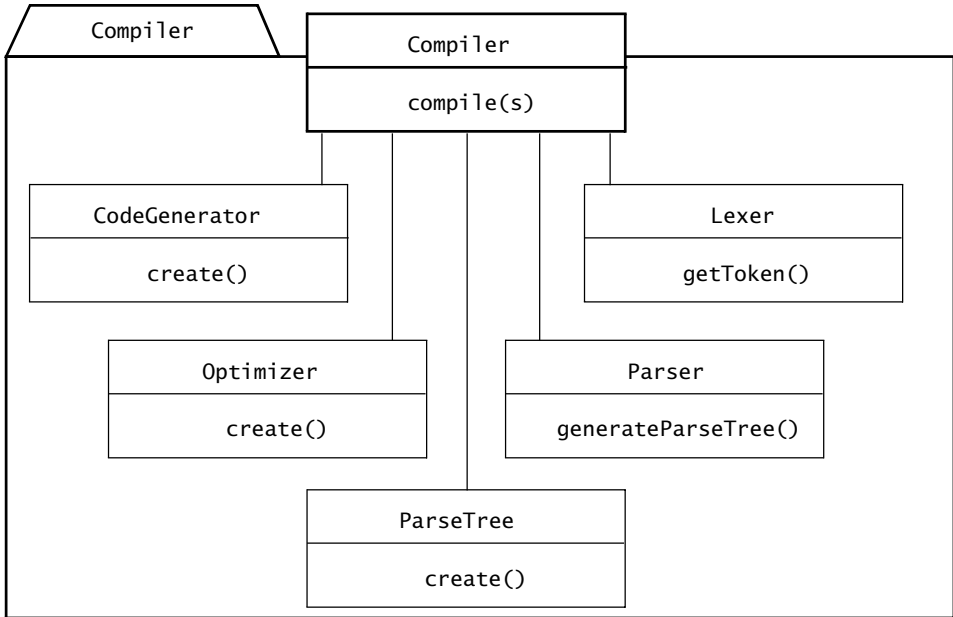 Compiler
Compiler
compile(s)
CodeGenerator
create()
Lexer
getToken()
Optimizer
create()
Parser
generateParseTree()
ParseTree
create()